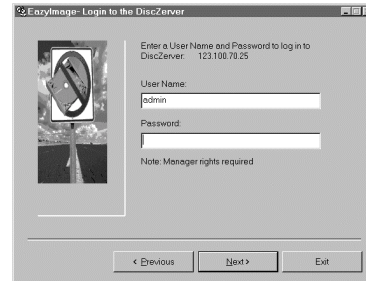 EazyImage- Login to the DiscZerver
Enter a User Name and Password to log in to
DiscZerver: 123.100.70.25
User Name:
admin
Password:
Note: Manager rights required
< Previous
Next >
Exit